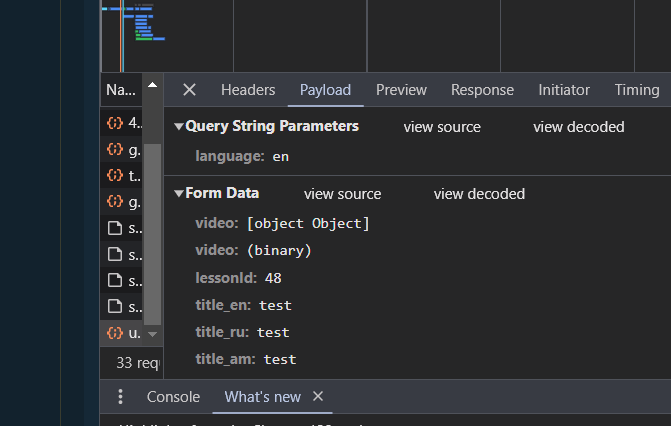 Na... Headers Payload Preview Response Initiator Timing
4..
Query String Parameters view source view decoded
g..
language: en
t..
g..
Form Data view source view decoded
s..
video: [object Object]
s..
video: (binary)
s..
lessonId: 48
s..
title_en: test
u..
title_ru: test
33 req
title_am: test
Console What's new